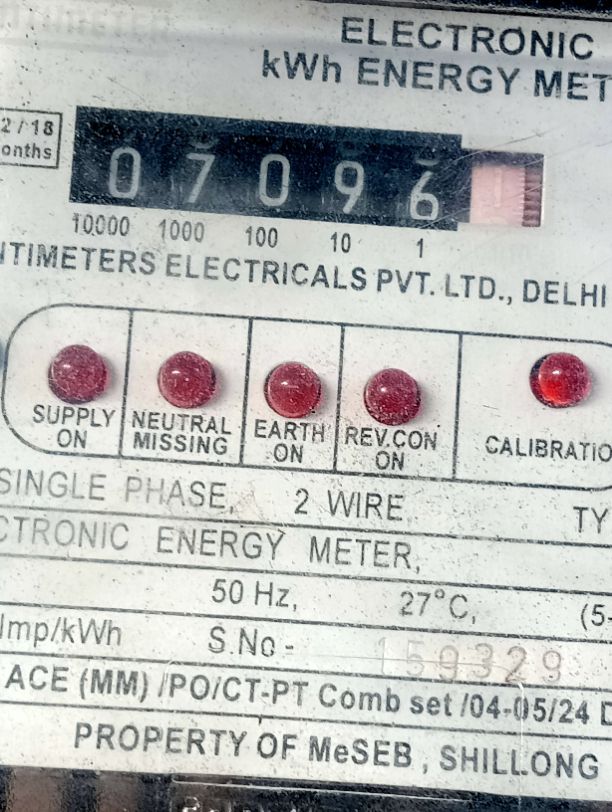 ELECTRONIC
kWh ENERGY MET
2/18
onths
07096
10000 1000 100 10 1
NTIMETERS ELECTRICALS PVT. LTD., DELHI
SUPPLY ON
NEUTRAL MISSING
EARTH ON
REV.CON ON
CALIBRATIO
SINGLE PHASE, 2 WIRE TY
CTRONIC ENERGY METER,
50 Hz, 27°C, (5-
Imp/kWh S.No - 159329
ACE (MM) /PO/CT-PT Comb set /04-05/24 D
PROPERTY OF MeSEB, SHILLONG